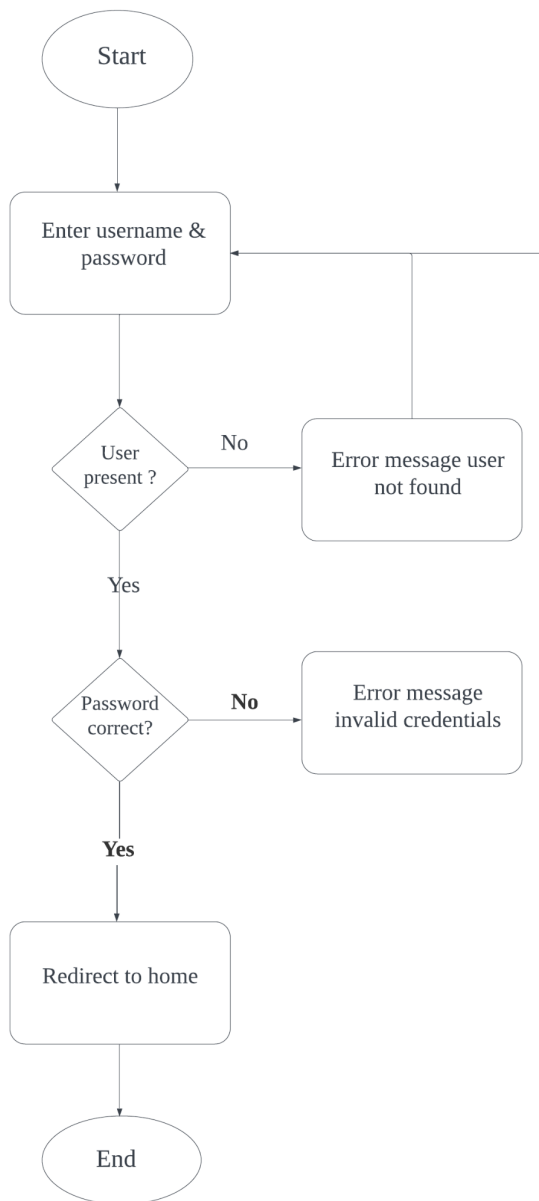 Start
Enter username &
password
User
present ?
No
Error message user
not found
Yes
Password
correct?
No
Error message
invalid credentials
Yes
Redirect to home
End